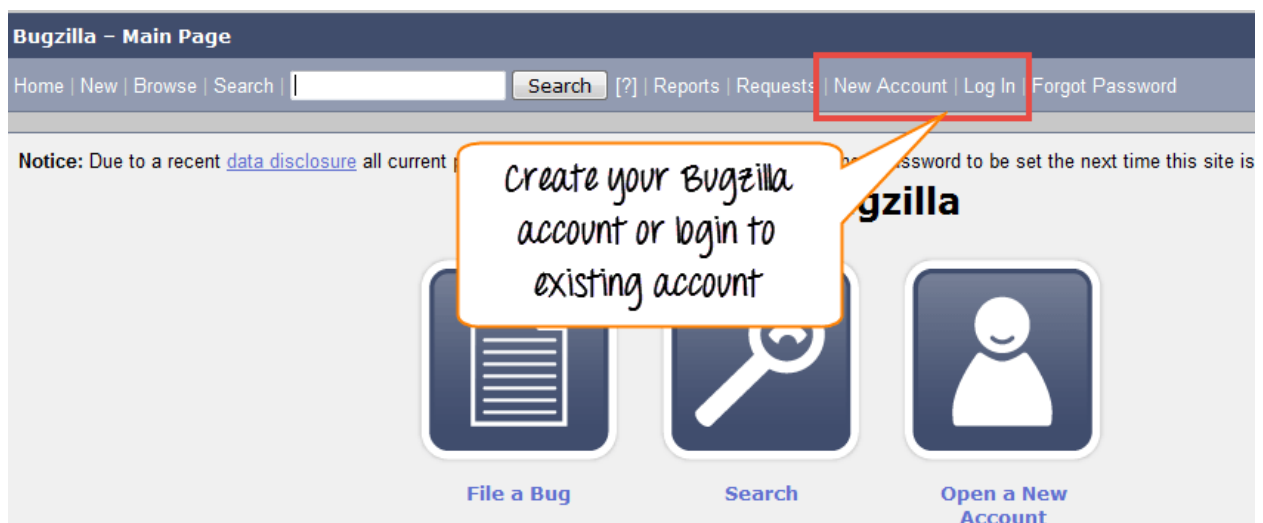 Bugzilla – Main Page
Home | New | Browse | Search | Search [?] | Reports | Requests | New Account | Log In | Forgot Password
Notice: Due to a recent data disclosure all current password to be set the next time this site is
gzilla
Create your Bugzilla
account or login to
existing account
File a Bug
Search
Open a New
Account